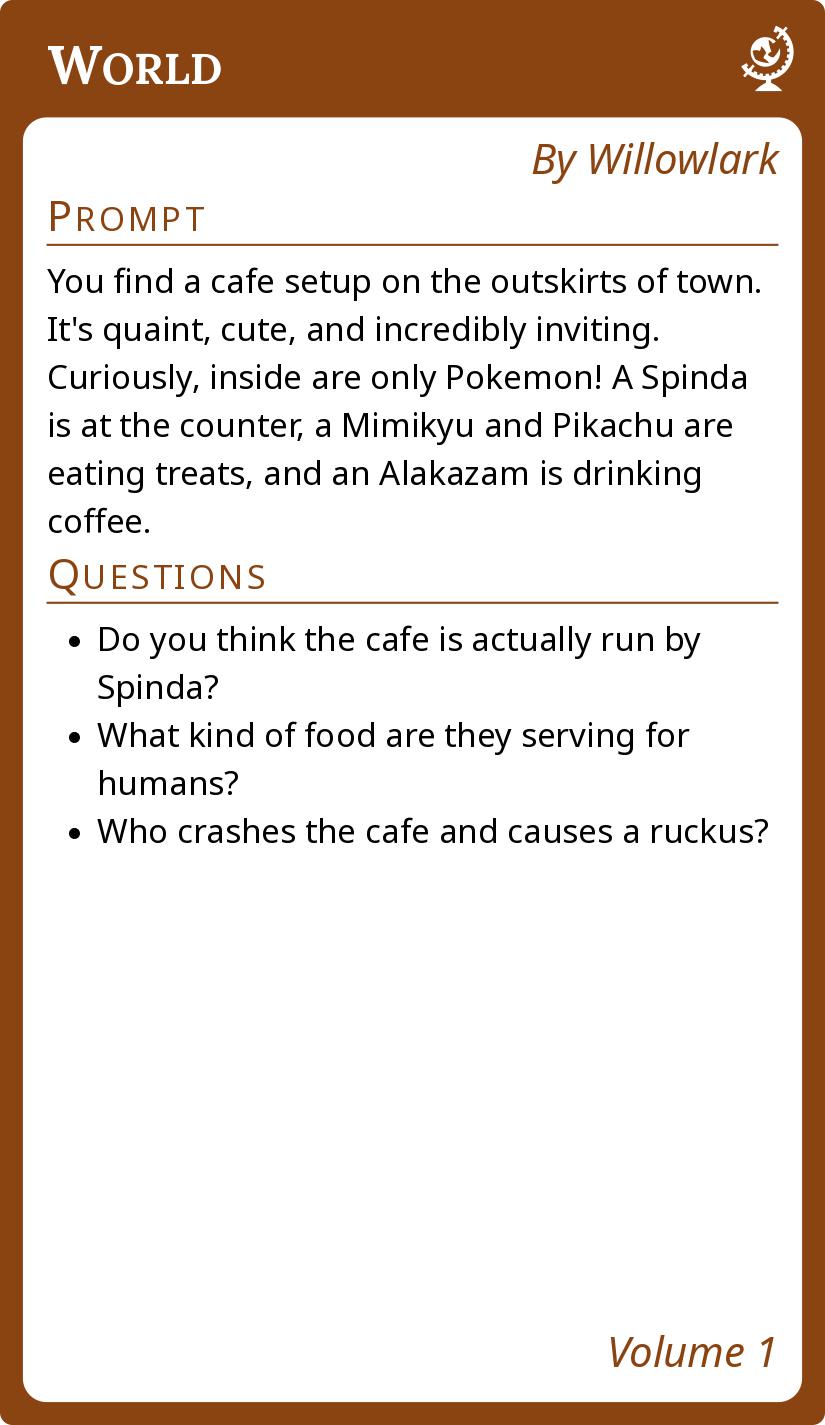 World
By Willowlark
Prompt
You find a cafe setup on the outskirts of town.
It's quaint, cute, and incredibly inviting.
Curiously, inside are only Pokemon! A Spinda
is at the counter, a Mimikyu and Pikachu are
eating treats, and an Alakazam is drinking
coffee.
Questions
• Do you think the cafe is actually run by
Spinda?
• What kind of food are they serving for
humans?
• Who crashes the cafe and causes a ruckus?
Volume 1